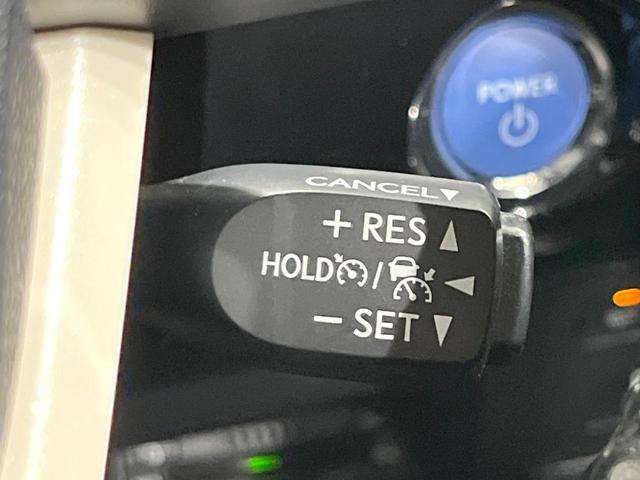 POWER
CANCEL▼
+ RES ▲
HOLD / ◀
− SET ▼